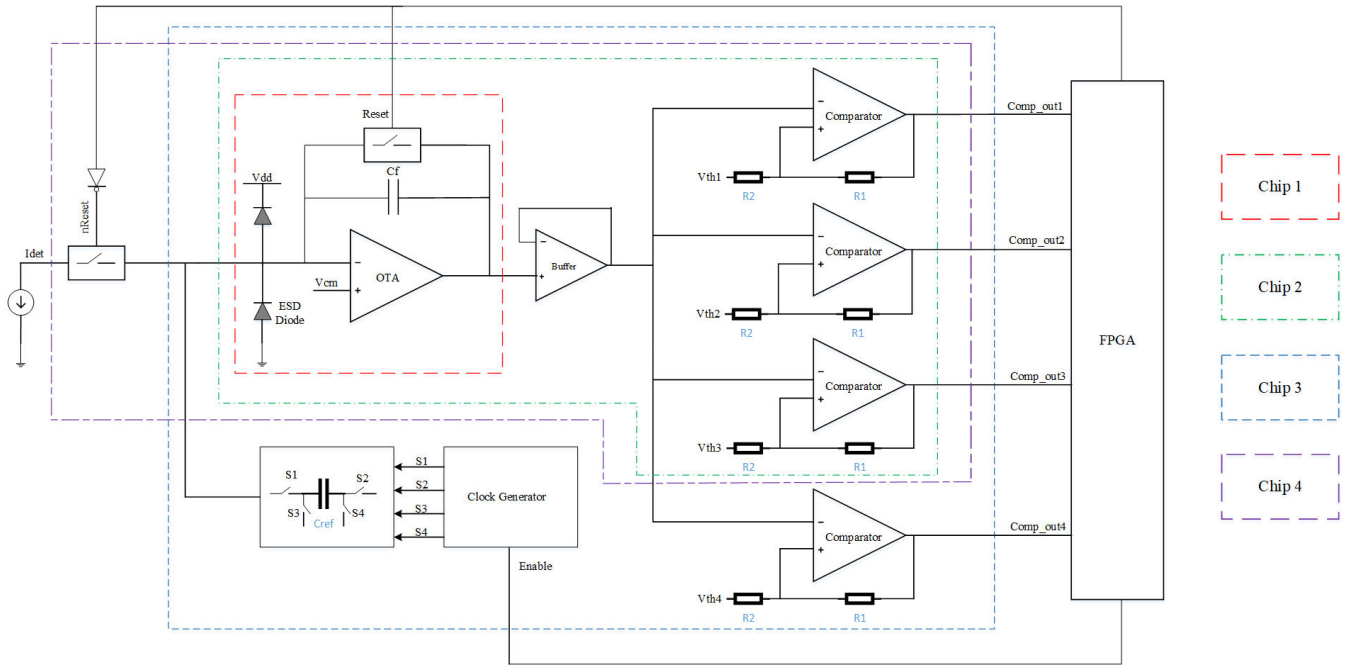 Reset
Cf
Vdd
nReset
Idet
Vcm
OTA
ESD
Diode
Buffer
Comparator
Vth1
R2
R1
Comp_out1
Comparator
Vth2
R2
R1
Comp_out2
Comparator
Vth3
R2
R1
Comp_out3
Comparator
Vth4
R2
R1
Comp_out4
FPGA
S1
S2
S3
S4
Cref
S1
S2
S3
S4
Clock Generator
Enable
Chip 1
Chip 2
Chip 3
Chip 4